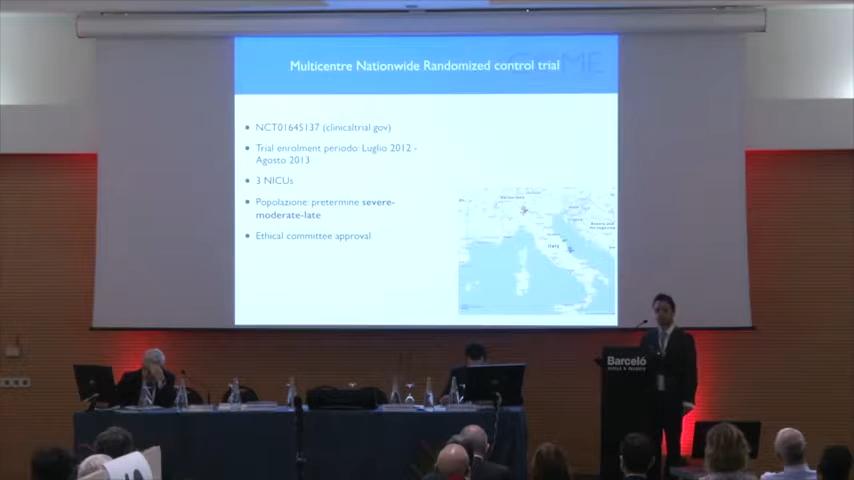 Multicentre Nationwide Randomized control trial
NCT01645137 (clinicaltrial gov)
Trial enrolment periodo: Luglio 2012 -
Agosto 2013
3 NICUs
Popolazione: pretermine severe-
moderate-late
Ethical committee approval
Italy
Barceló